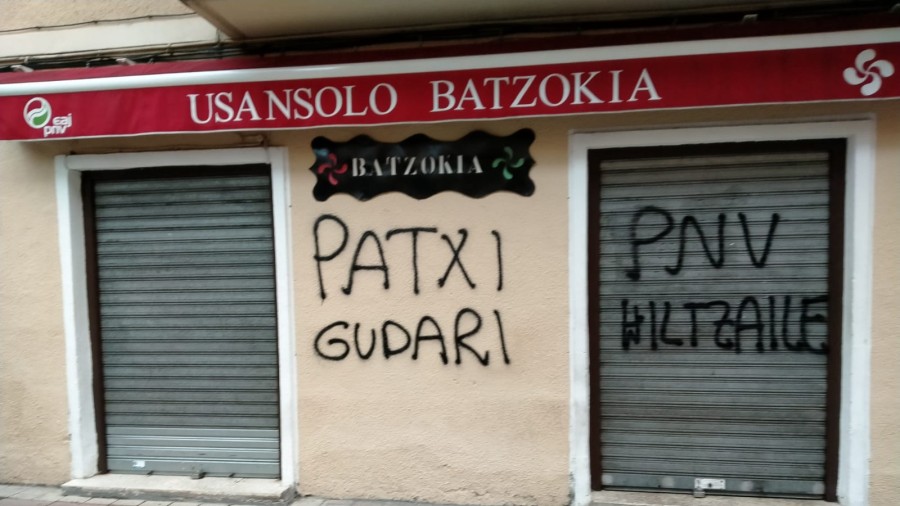 eaj
pnv
USANSOLO BATZOKIA
BATZOKIA
PATXI
GUDARI
PNV
HILTZAILE